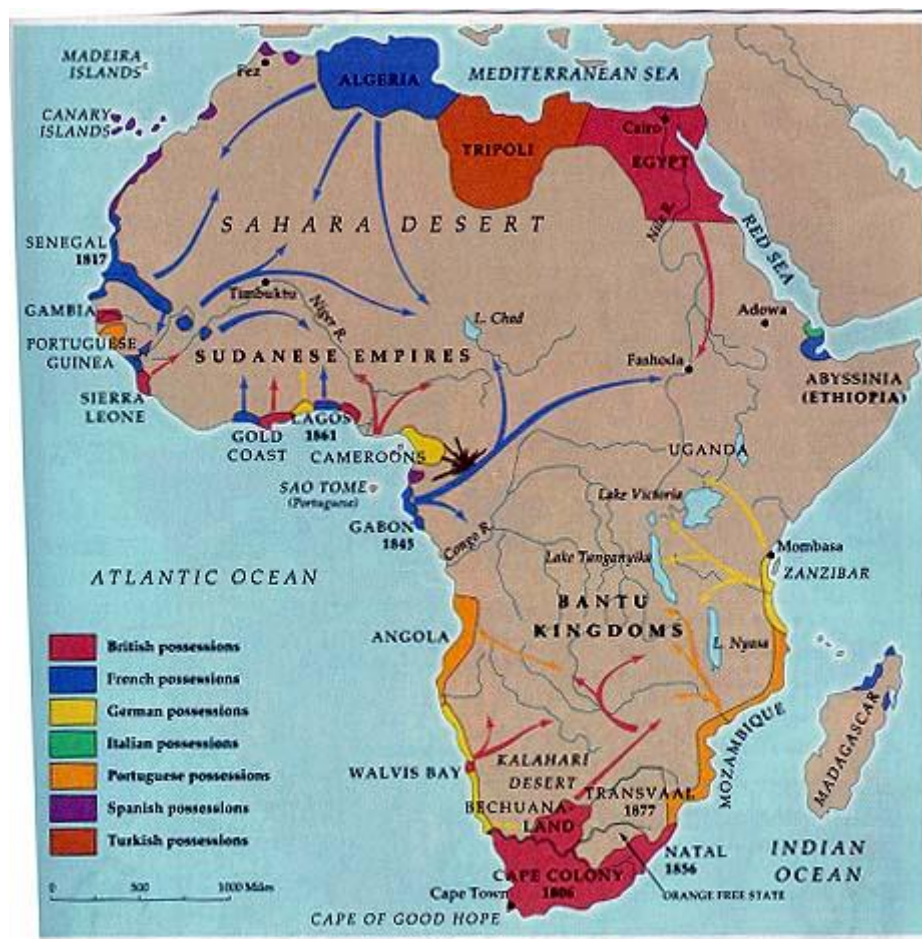 MADEIRA
ISLANDS
Fez
ALGERIA
MEDITERRANEAN SEA
CANARY
ISLANDS
TRIPOLI
Cairo
EGYPT
SAHARA DESERT
Nile R.
RED SEA
SENEGAL
1817
Timbuktu
Niger R.
L. Chad
Adowa
GAMBIA
PORTUGUESE
GUINEA
SUDANESE EMPIRES
Fashoda
ABYSSINIA
(ETHIOPIA)
SIERRA
LEONE
GOLD
COAST
LAGOS
1861
CAMEROONS
UGANDA
SAO TOME
(Portuguese)
Lake Victoria
GABON
1845
Congo R.
Lake Tanganyika
Mombasa
ZANZIBAR
ATLANTIC OCEAN
BANTU
KINGDOMS
ANGOLA
L. Nyasa
British possessions
French possessions
German possessions
Italian possessions
Portuguese possessions
Spanish possessions
Turkish possessions
MOZAMBIQUE
MADAGASCAR
WALVIS BAY
KALAHARI
DESERT
TRANSVAAL
1877
BECHUANA-
LAND
NATAL
1856
INDIAN
OCEAN
CAPE COLONY
1806
ORANGE FREE STATE
Cape Town
CAPE OF GOOD HOPE
0 500 1000 Miles